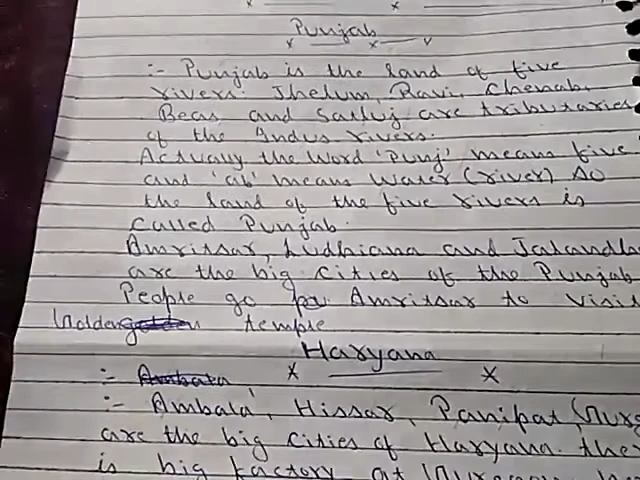 Punjab
:- Punjab is the land of five
rivers. Jhelum, Ravi, Chenab,
Beas and Satluj are tributaries
of the Indus rivers.
Actually the word 'Punj' means five
and 'ab' means water (river) So
the land of the five rivers is
called Punjab.
Amritsar, Ludhiana and Jalandha
are the big cities of the Punjab
People go for Amritsar to visit
Golden temple
Haryana
:- Ambala
:- Ambala, Hissar, Panipat, Gurg
are the big cities of Haryana. The
is big factory at